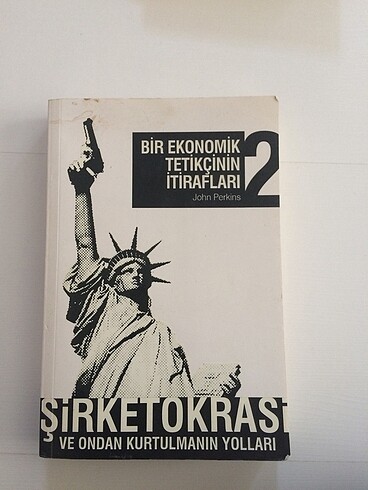 BİR EKONOMİK
TETİKÇİNİN
İTİRAFLARI
2
John Perkins
ŞİRKETOKRASİ
VE ONDAN KURTULMANIN YOLLARI